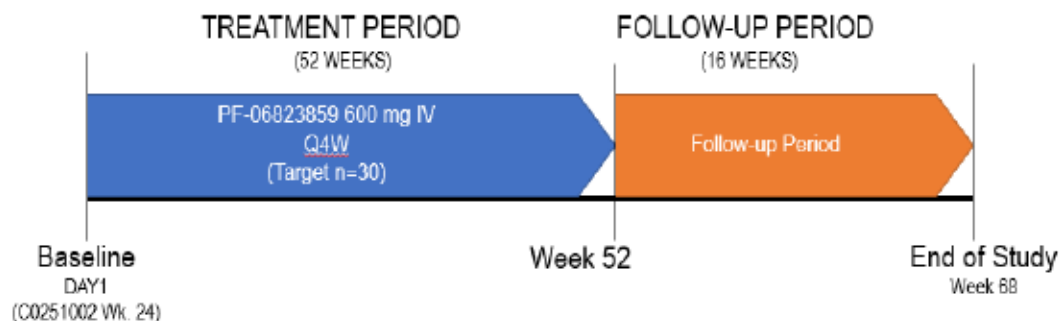 TREATMENT PERIOD
(52 WEEKS)
FOLLOW-UP PERIOD
(16 WEEKS)
PF-06823859 600 mg IV
Q4W
(Target n=30)
Follow-up Period
Baseline
DAY1
(C0251002 Wk. 24)
Week 52
End of Study
Week 68